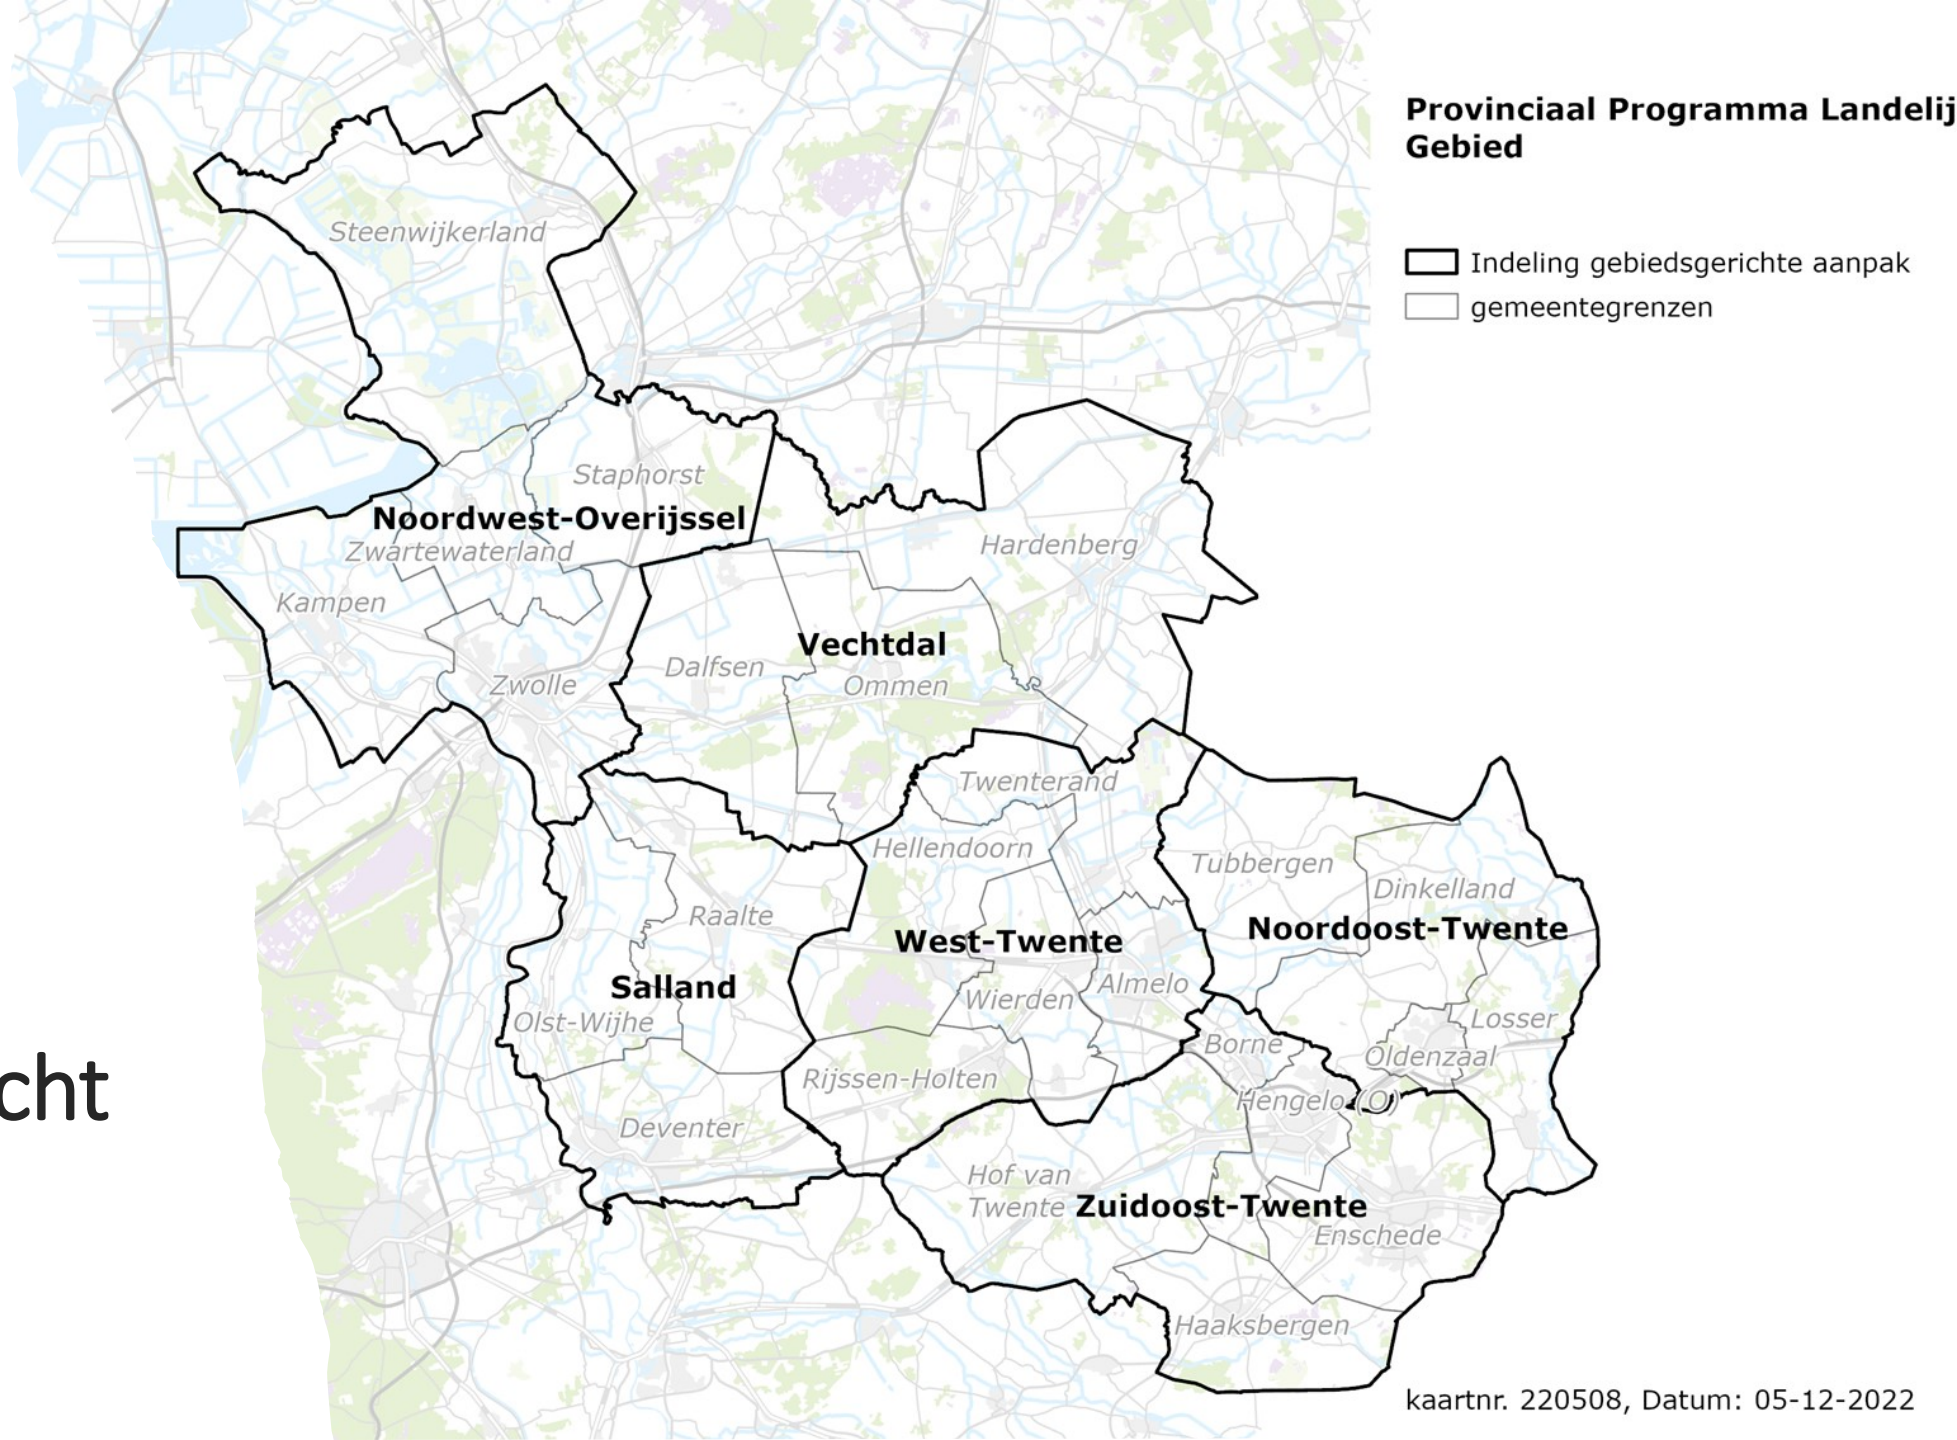 Provinciaal Programma Landelij
Gebied
Indeling gebiedsgerichte aanpak
gemeentegrenzen
Steenwijkerland
Staphorst
Noordwest-Overijssel
Zwartewaterland
Hardenberg
Kampen
Vechtdal
Dalfsen
Ommen
Zwolle
Twenterand
Hellendoorn
Tubbergen
Dinkelland
Raalte
Noordoost-Twente
West-Twente
Salland
Almelo
Wierden
Olst-Wijhe
Losser
Borne
Oldenzaal
Rijssen-Holten
Hengelo (O)
cht
Deventer
Hof van
Twente
Zuidoost-Twente
Enschede
Haaksbergen
kaartnr. 220508, Datum: 05-12-2022